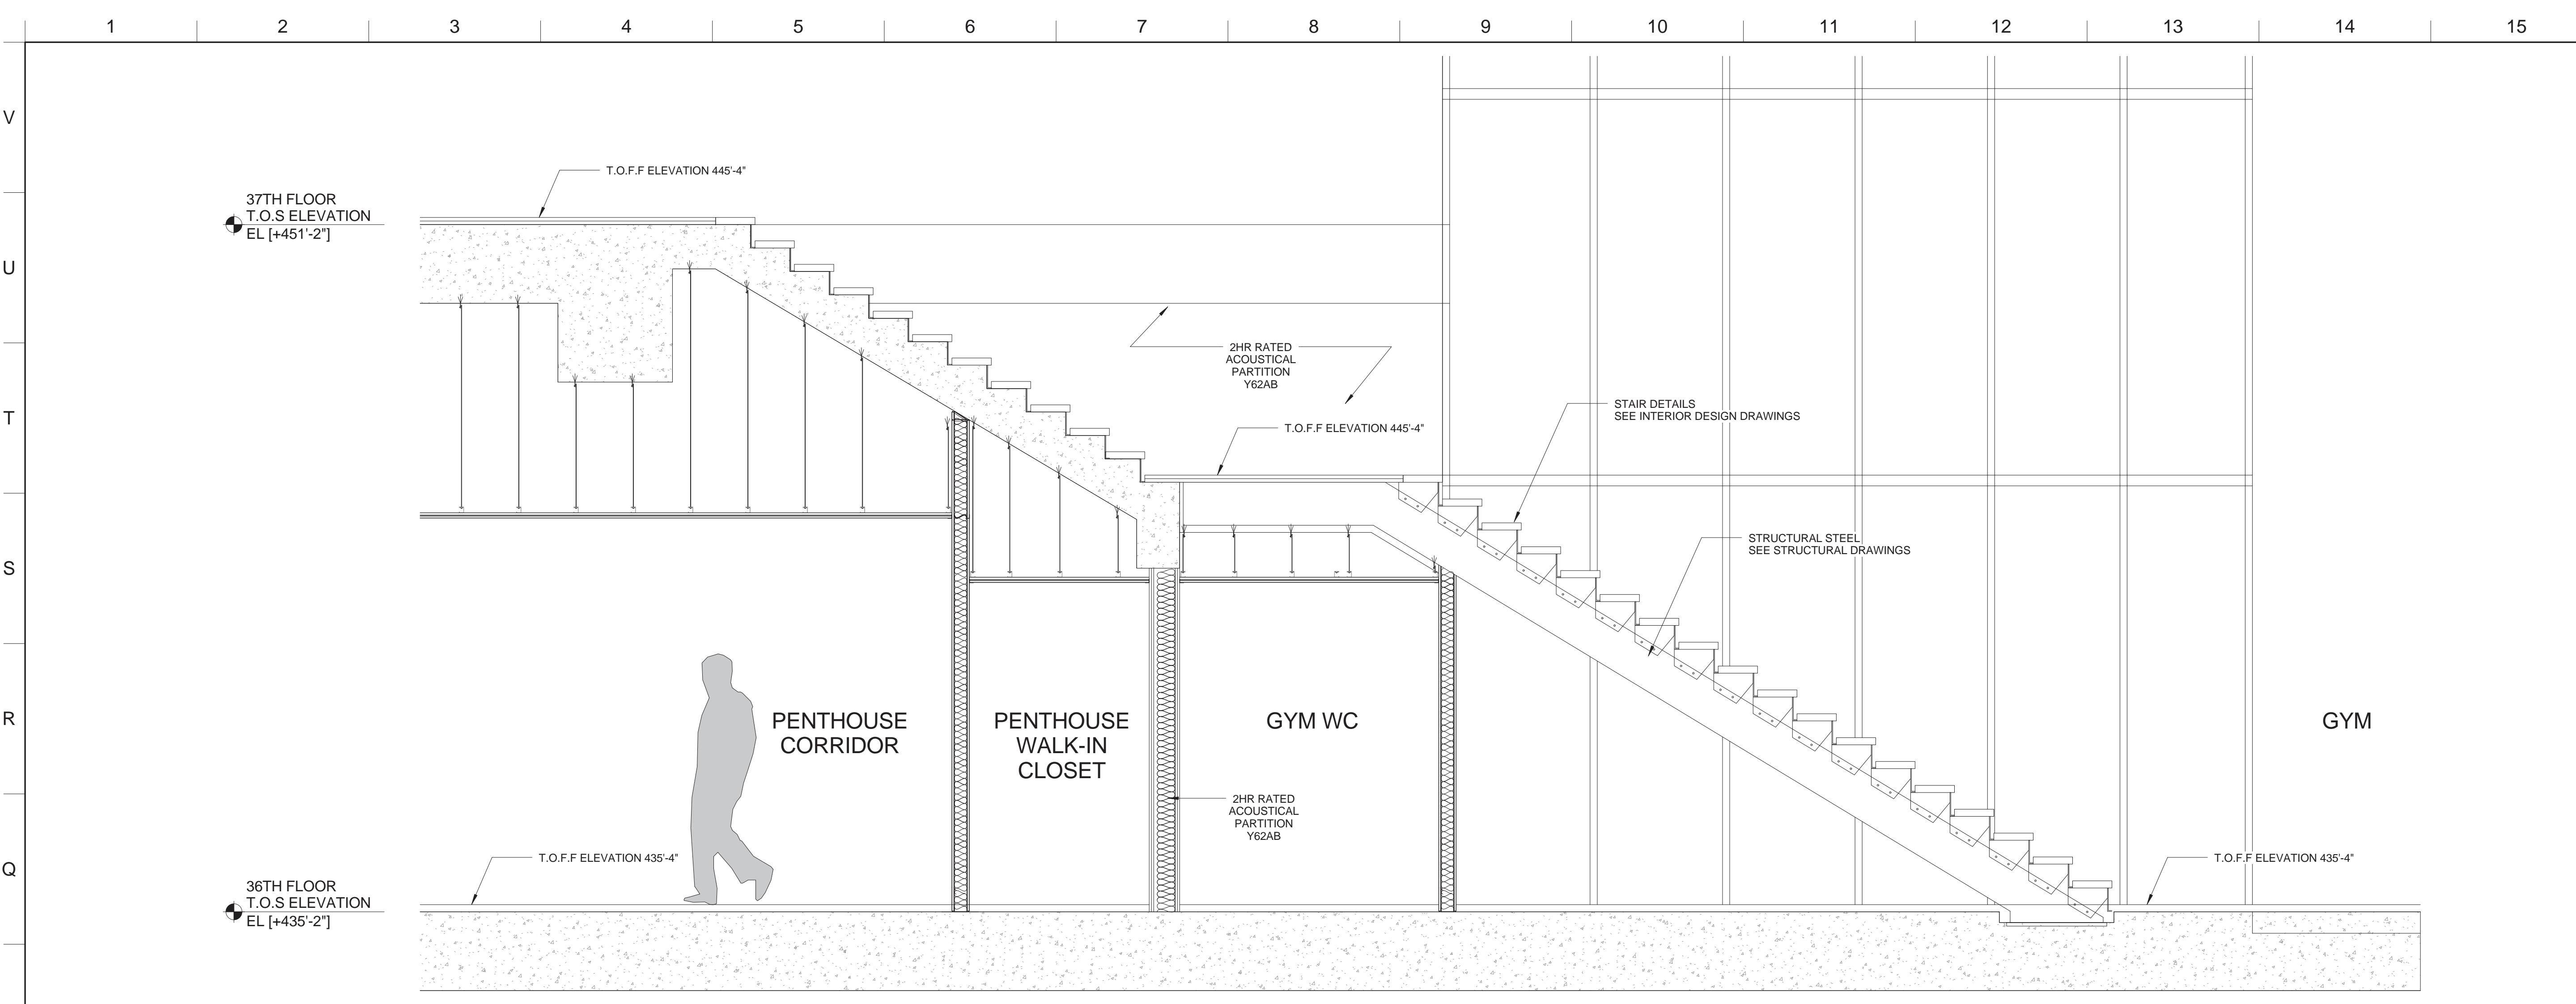 1 2 3 4 5 6 7 8 9 10 11 12 13 14 15
V
T.O.F.F ELEVATION 445'-4"
37TH FLOOR
T.O.S ELEVATION
EL [+451'-2"]
U
2HR RATED
ACOUSTICAL
PARTITION
Y62AB
T
STAIR DETAILS
SEE INTERIOR DESIGN DRAWINGS
T.O.F.F ELEVATION 445'-4"
STRUCTURAL STEEL
SEE STRUCTURAL DRAWINGS
S
R
PENTHOUSE
CORRIDOR
PENTHOUSE
WALK-IN
CLOSET
GYM WC
GYM
2HR RATED
ACOUSTICAL
PARTITION
Y62AB
Q
T.O.F.F ELEVATION 435'-4"
T.O.F.F ELEVATION 435'-4"
36TH FLOOR
T.O.S ELEVATION
EL [+435'-2"]